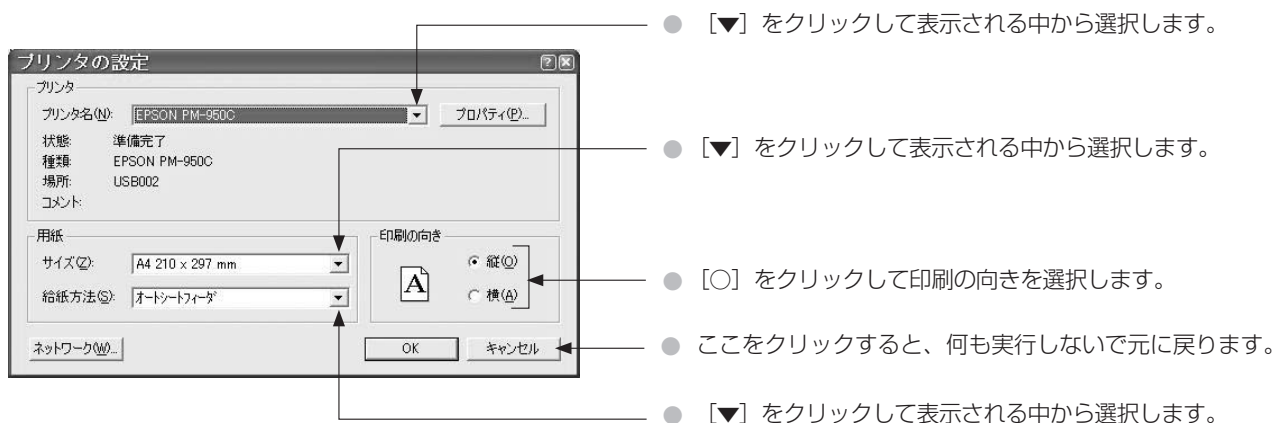 ● ［▼］をクリックして表示される中から選択します。
プリンタの設定
プリンタ
プリンタ名(N): EPSON PM-950C プロパティ(P)...
状態: 準備完了
種類: EPSON PM-950C
場所: USB002
コメント:
● ［▼］をクリックして表示される中から選択します。
用紙
サイズ(Z): A4 210 x 297 mm
給紙方法(S): オートシートフィーダ
印刷の向き
A
縦(O)
横(A)
● ［○］をクリックして印刷の向きを選択します。
ネットワーク(W)... OK キャンセル
● ここをクリックすると、何も実行しないで元に戻ります。
● ［▼］をクリックして表示される中から選択します。